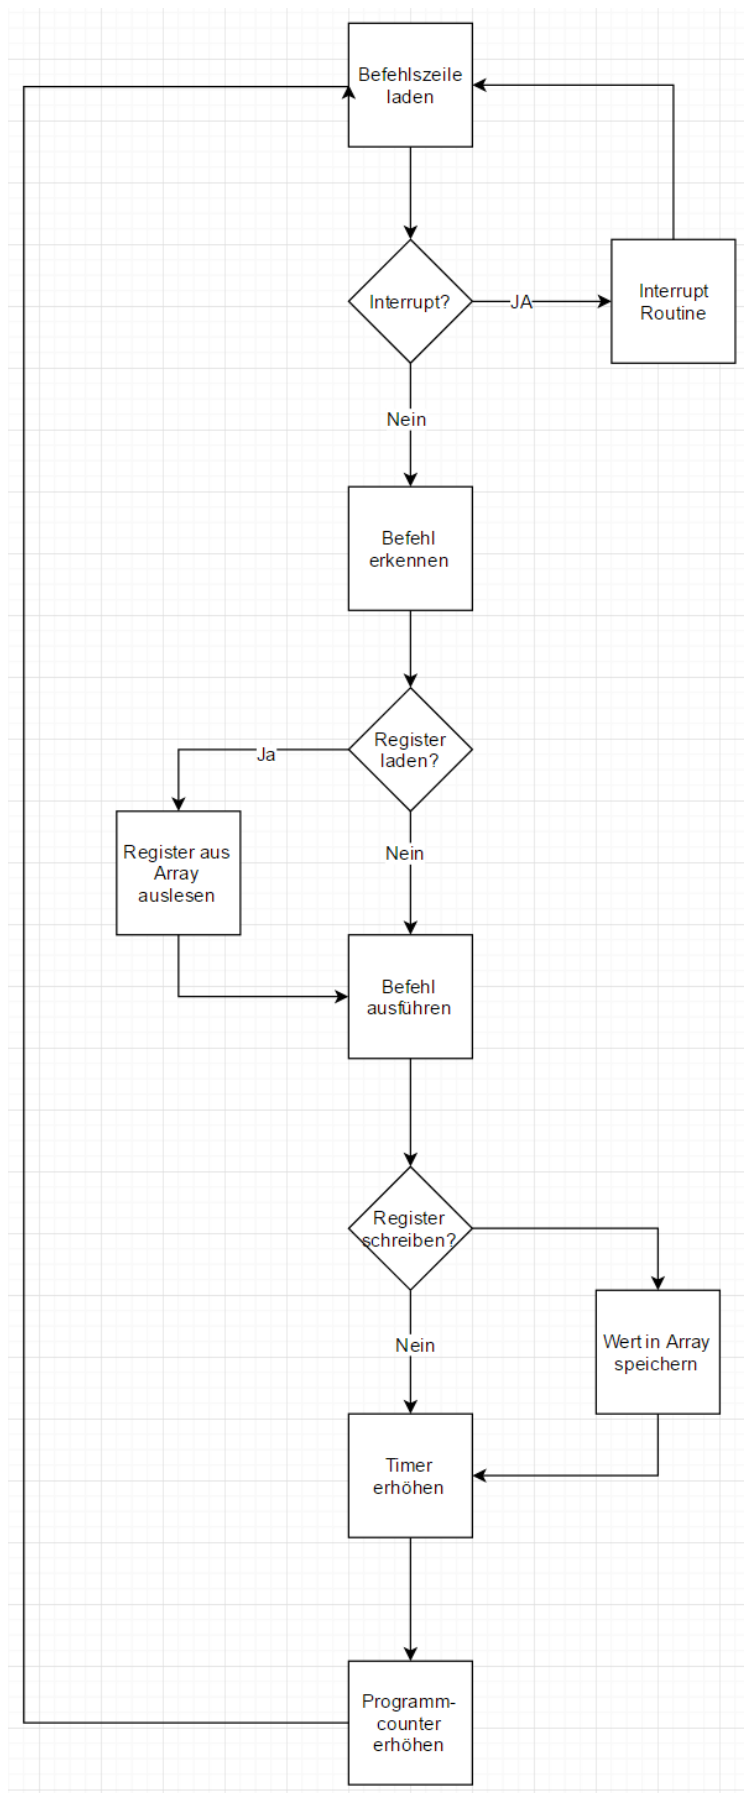 Befehlszeile
laden
Interrupt?
JA
Interrupt
Routine
Nein
Befehl
erkennen
Register
laden?
Ja
Register aus
Array
auslesen
Nein
Befehl
ausführen
Register
schreiben?
Wert in Array
speichern
Nein
Timer
erhöhen
Programm-
counter
erhöhen